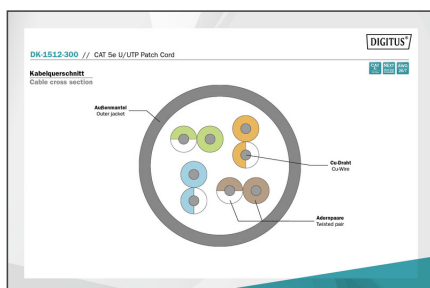 DIGITUS®
DK-1512-300 // CAT 5e U/UTP Patch Cord
Kabelquerschnitt
Cable cross section
Außenmantel
Outer jacket
Cu-Draht
Cu-Wire
Adernpaare
Twisted pair